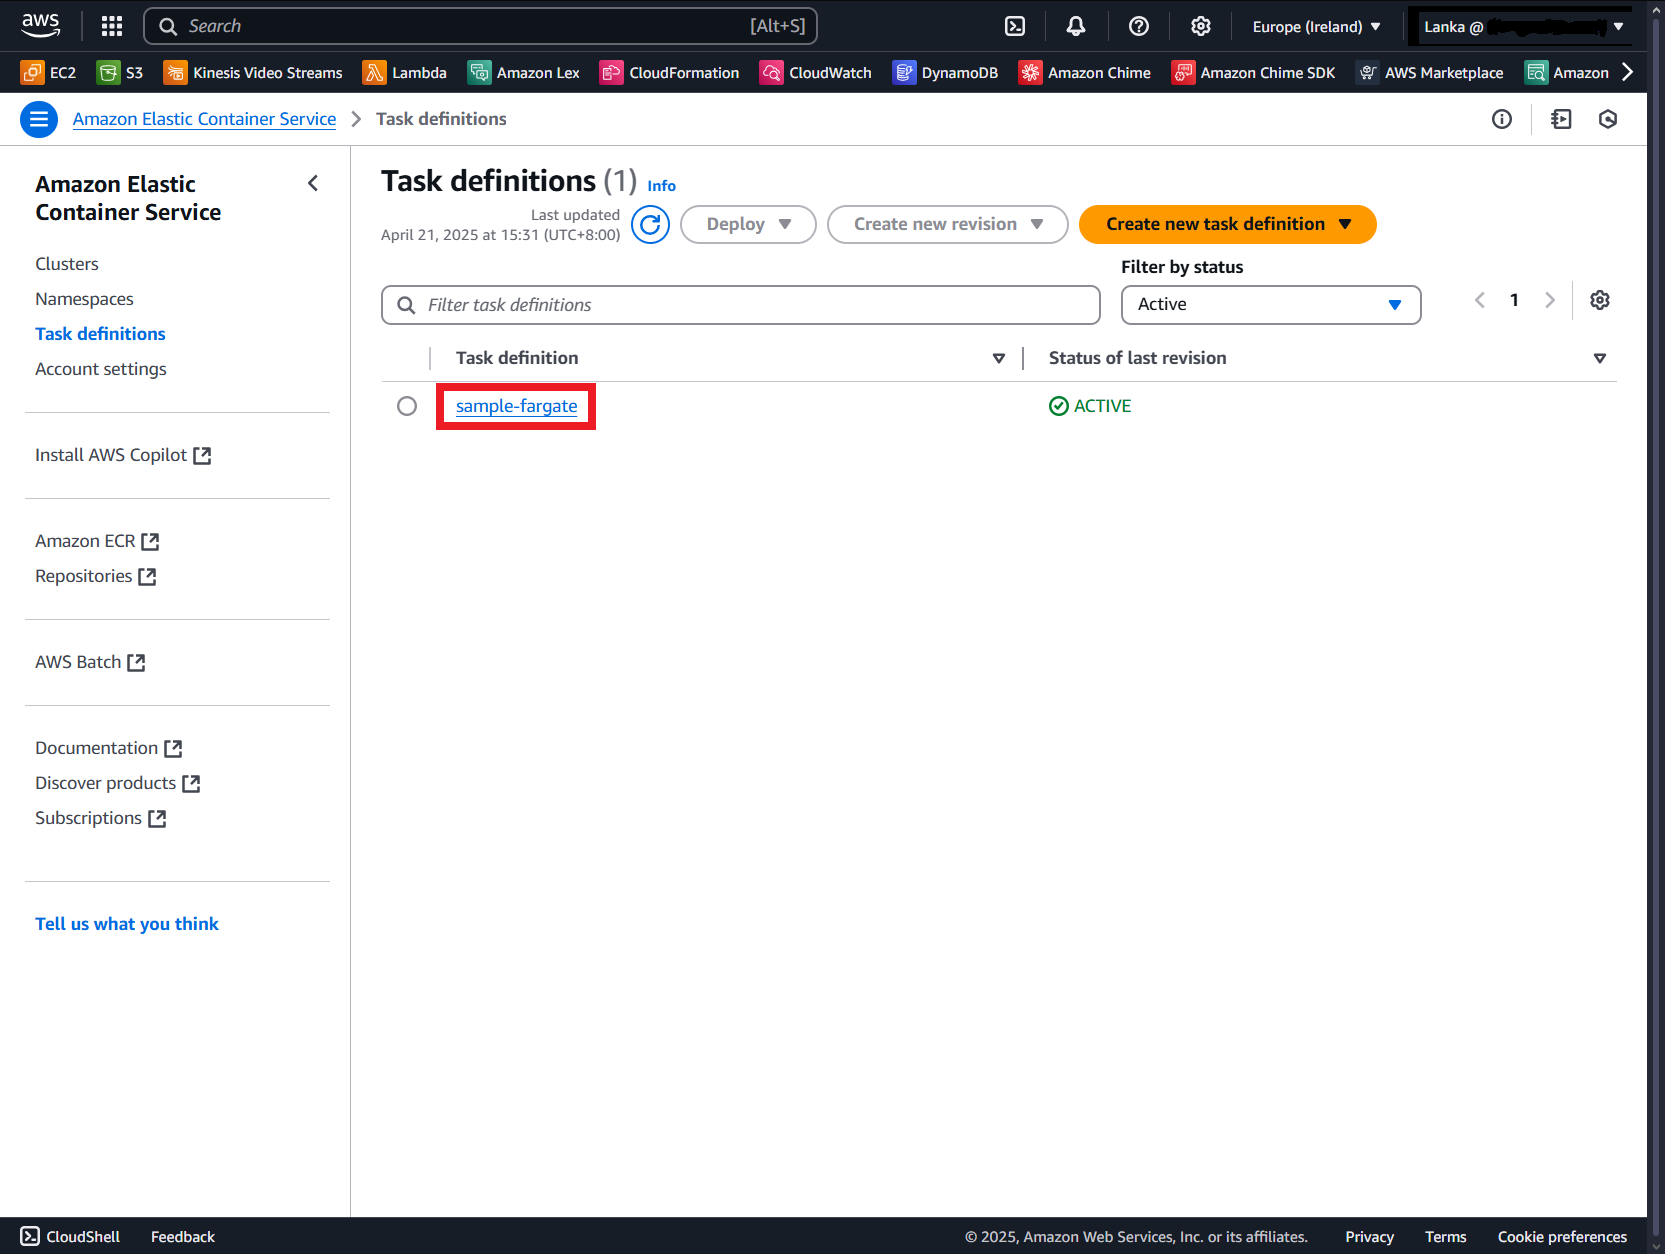 aws
Search [Alt+S]
Europe (Ireland)
Lanka @
EC2 S3 Kinesis Video Streams Lambda Amazon Lex CloudFormation CloudWatch DynamoDB Amazon Chime Amazon Chime SDK AWS Marketplace Amazon
Amazon Elastic Container Service > Task definitions
Amazon Elastic
Container Service
Clusters
Namespaces
Task definitions
Account settings
Install AWS Copilot
Amazon ECR
Repositories
AWS Batch
Documentation
Discover products
Subscriptions
Tell us what you think
Task definitions (1) Info
Last updated
April 21, 2025 at 15:31 (UTC+8:00)
Deploy
Create new revision
Create new task definition
Filter by status
Filter task definitions
Active
1
Task definition Status of last revision
sample-fargate ACTIVE
CloudShell Feedback © 2025, Amazon Web Services, Inc. or its affiliates. Privacy Terms Cookie preferences